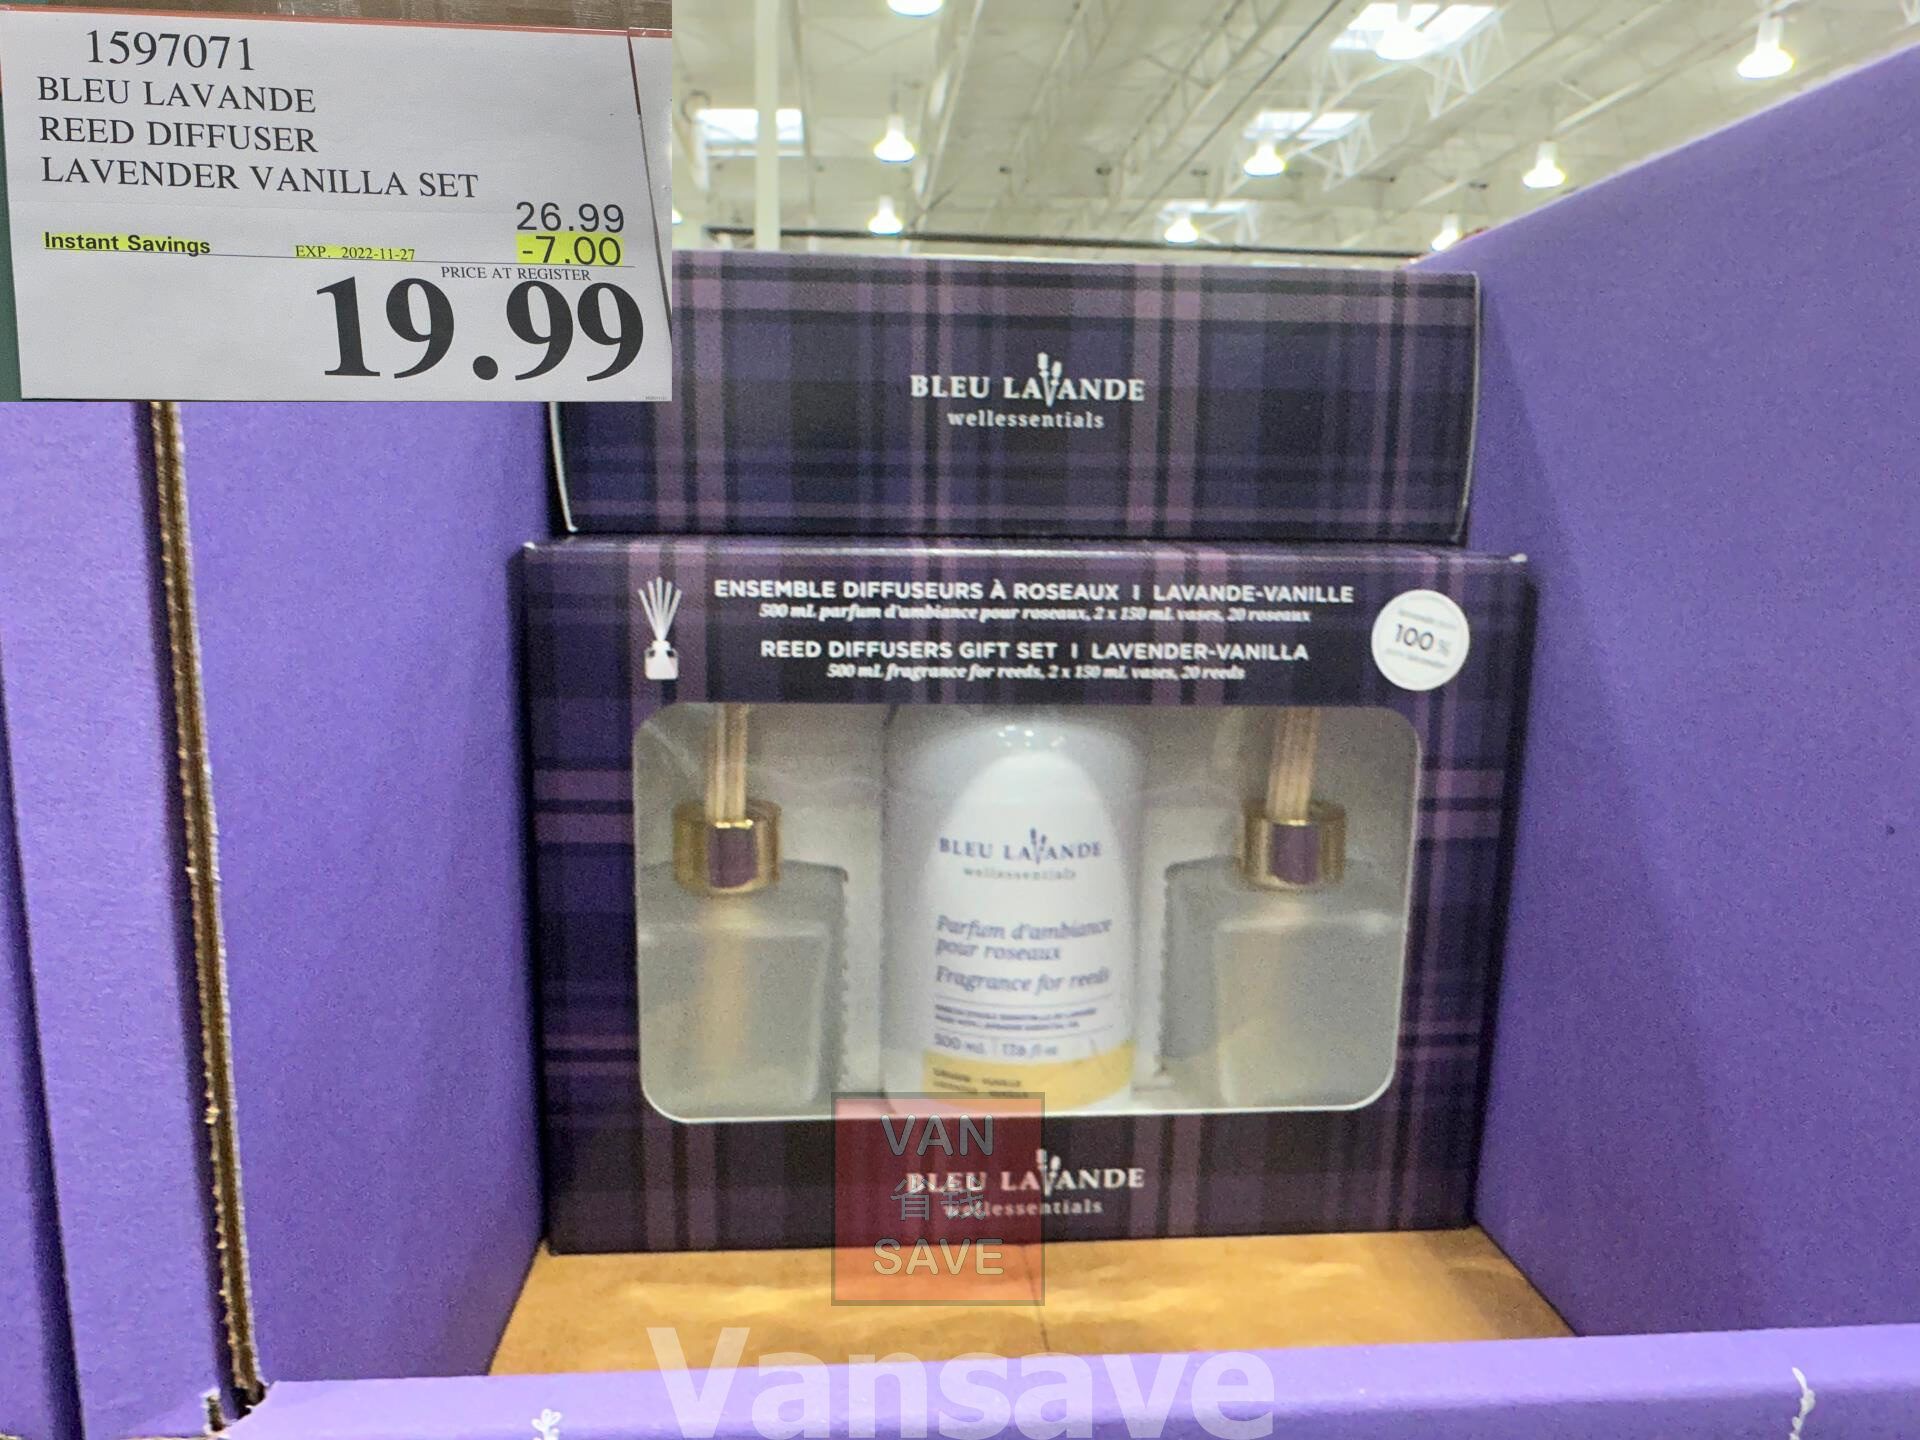 1597071
BLEU LAVANDE
REED DIFFUSER
LAVENDER VANILLA SET
26.99
Instant Savings EXP. 2022-11-27 -7.00
PRICE AT REGISTER
19.99
BLEU LAVANDE
wellessentials
ENSEMBLE DIFFUSEURS À ROSEAUX I LAVANDE-VANILLE
500 mL parfum d'ambiance pour roseaux, 2 x 150 mL vases, 20 roseaux
REED DIFFUSERS GIFT SET I LAVENDER-VANILLA
500 mL fragrance for reeds, 2 x 150 mL vases, 20 reeds
100 %
BLEU LAVANDE
wellessentials
Parfum d'ambiance
pour roseaux
Fragrance for reeds
500 mL | 17.6 fl oz
BLEU LAVANDE
wellessentials
VAN
省钱
SAVE
Vansave